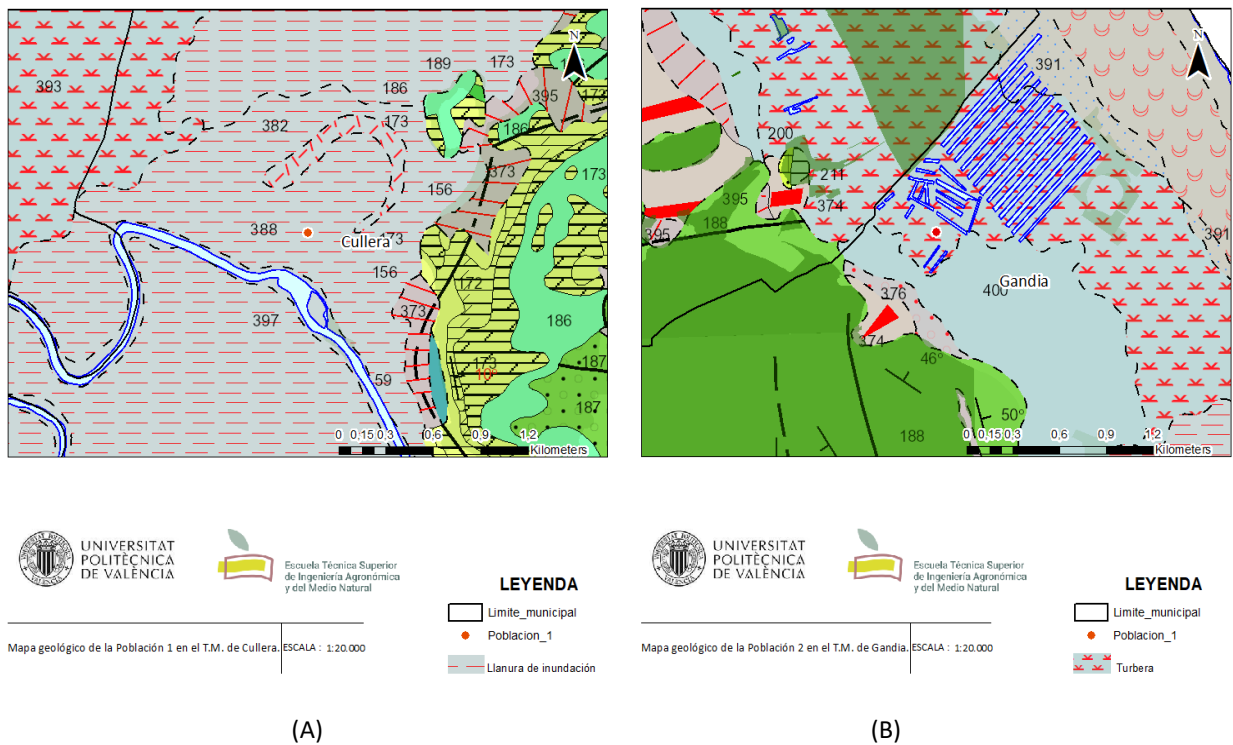 N
393
189
173
186
395
172
382
173
186
373
173
156
388
Cullera
173
156
172
373
397
186
173
10º
187
59
187
0 0,15 0,3 0,6 0,9 1,2
Kilometers
UNIVERSITAT
POLITÈCNICA
DE VALÈNCIA
Escuela Técnica Superior
de Ingeniería Agronómica
y del Medio Natural
LEYENDA
Limite_municipal
Poblacion_1
Llanura de inundación
Mapa geológico de la Población 1 en el T.M. de Cullera.
ESCALA : 1:20.000
(A)
N
391
200
211
395
374
188
395
391
Gandia
400
376
374
46º
50º
188
0 0,15 0,3 0,6 0,9 1,2
Kilometers
UNIVERSITAT
POLITÈCNICA
DE VALÈNCIA
Escuela Técnica Superior
de Ingeniería Agronómica
y del Medio Natural
LEYENDA
Limite_municipal
Poblacion_1
Turbera
Mapa geológico de la Población 2 en el T.M. de Gandia.
ESCALA : 1:20.000
(B)